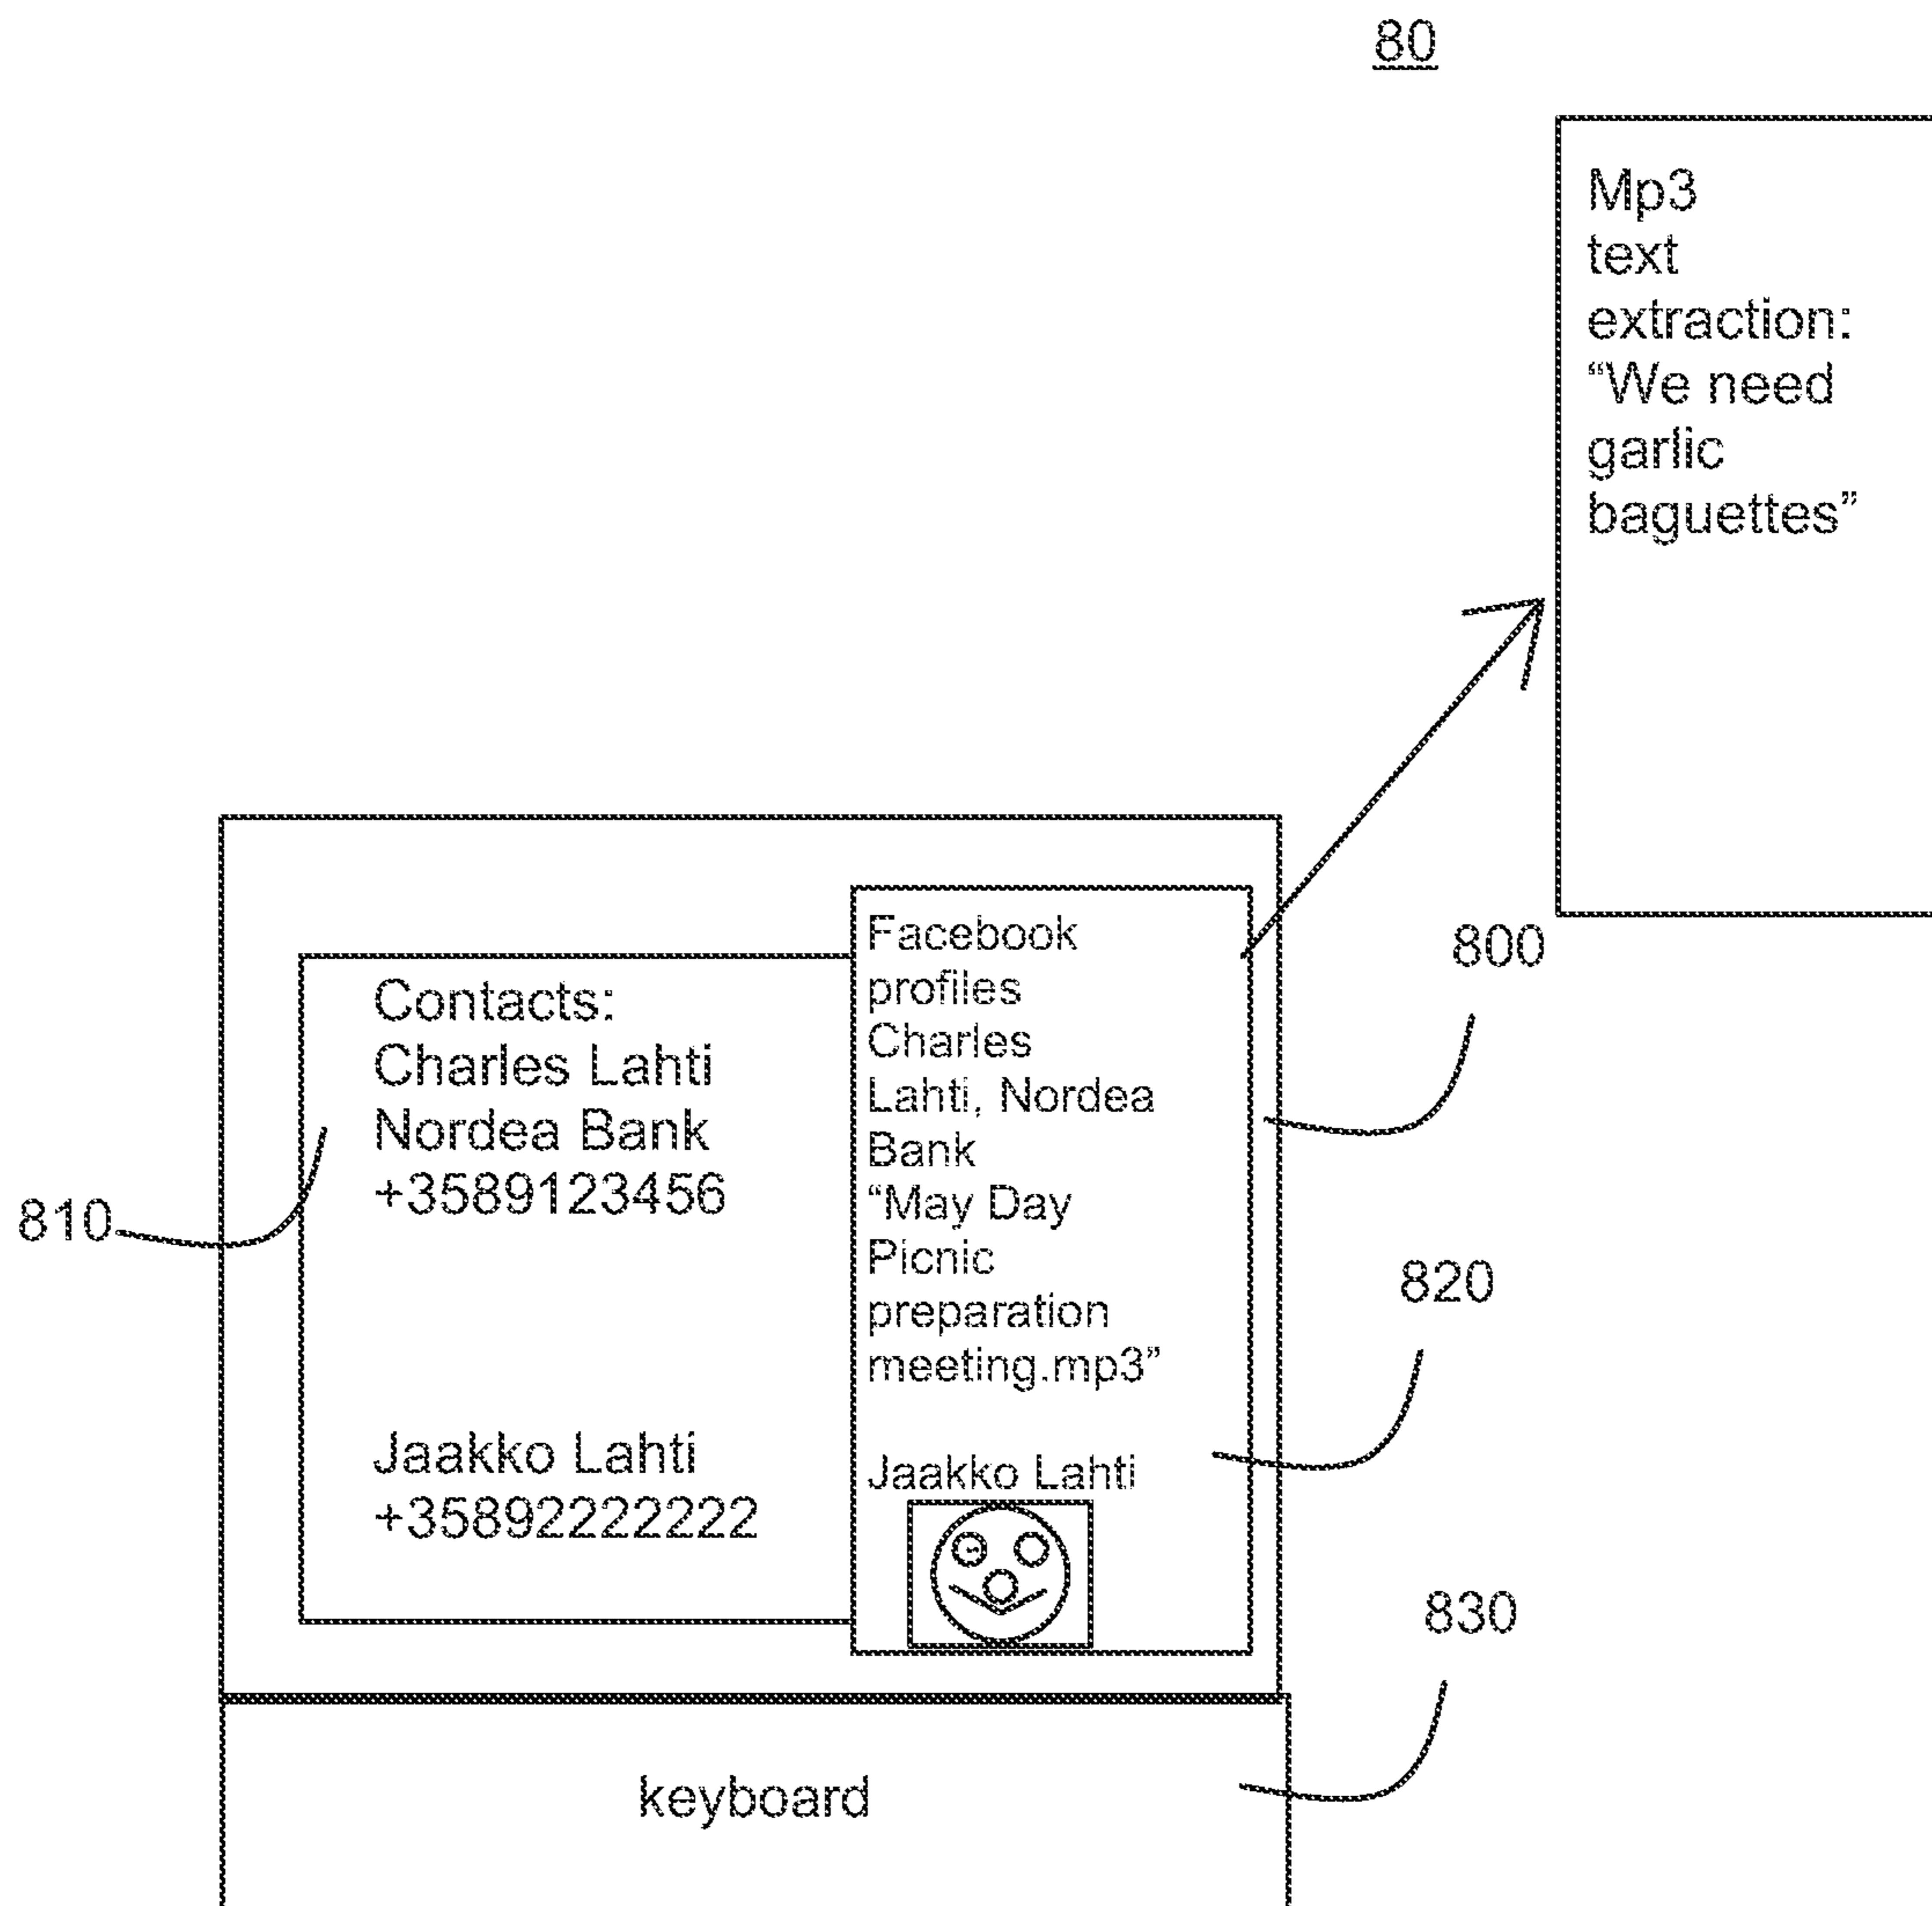 80
Mp3
text
extraction:
“We need
garlic
baguettes”
800
Contacts:
Charles Lahti
Nordea Bank
+3589123456
Jaakko Lahti
+35892222222
810
Facebook
profiles
Charles
Lahti, Nordea
Bank
“May Day
Picnic
preparation
meeting.mp3”
Jaakko Lahti
820
830
keyboard